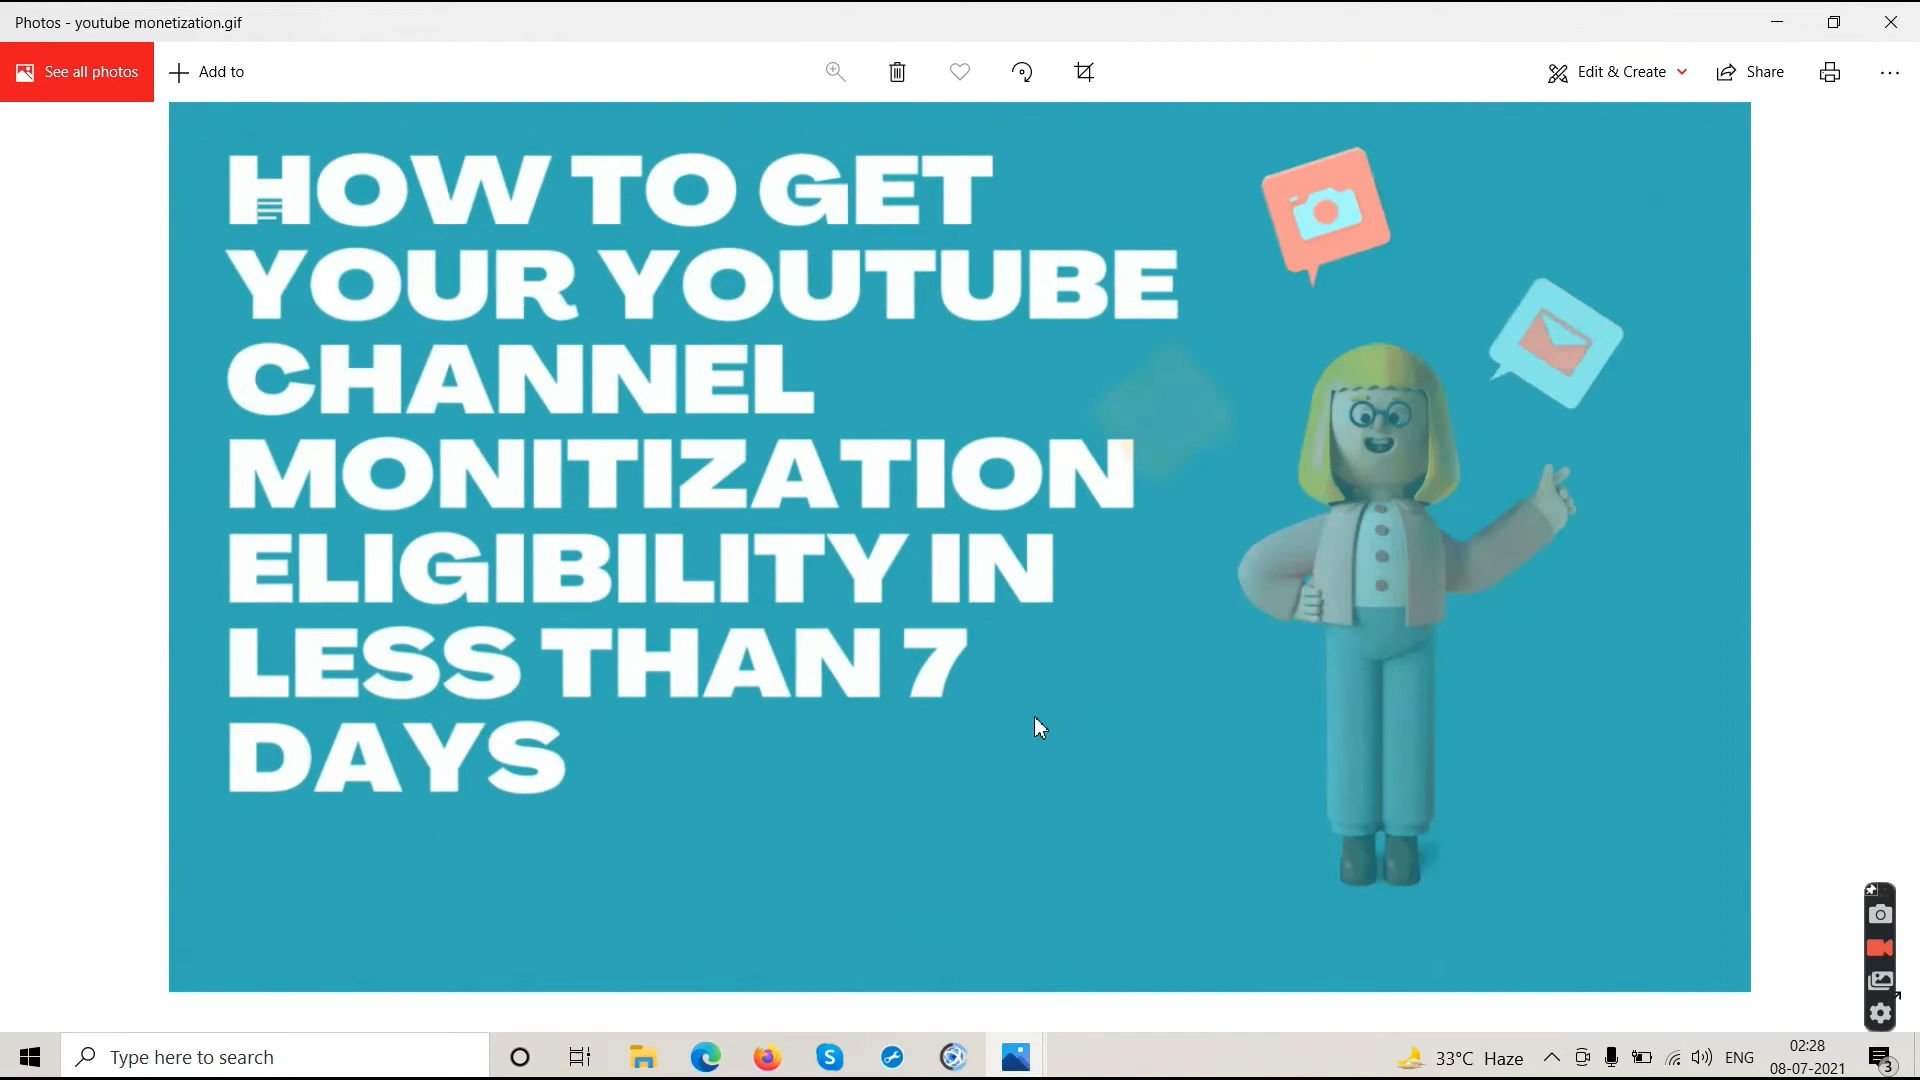 Photos - youtube monetization.gif
See all photos
Add to
Edit & Create
Share
HOW TO GET
YOUR YOUTUBE
CHANNEL
MONITIZATION
ELIGIBILITY IN
LESS THAN 7
DAYS
Type here to search
33°C Haze
ENG
02:28
08-07-2021
3